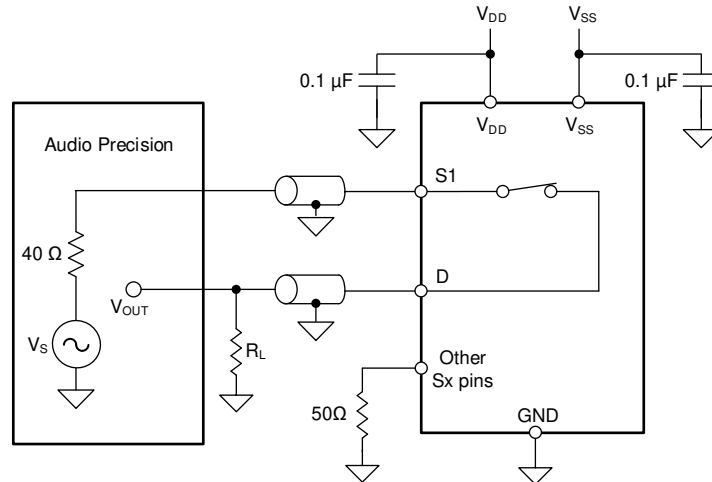 V_DD
V_SS
0.1 µF
0.1 µF
V_DD
V_SS
Audio Precision
S1
40 Ω
D
V_OUT
V_S
R_L
Other
Sx pins
50Ω
GND